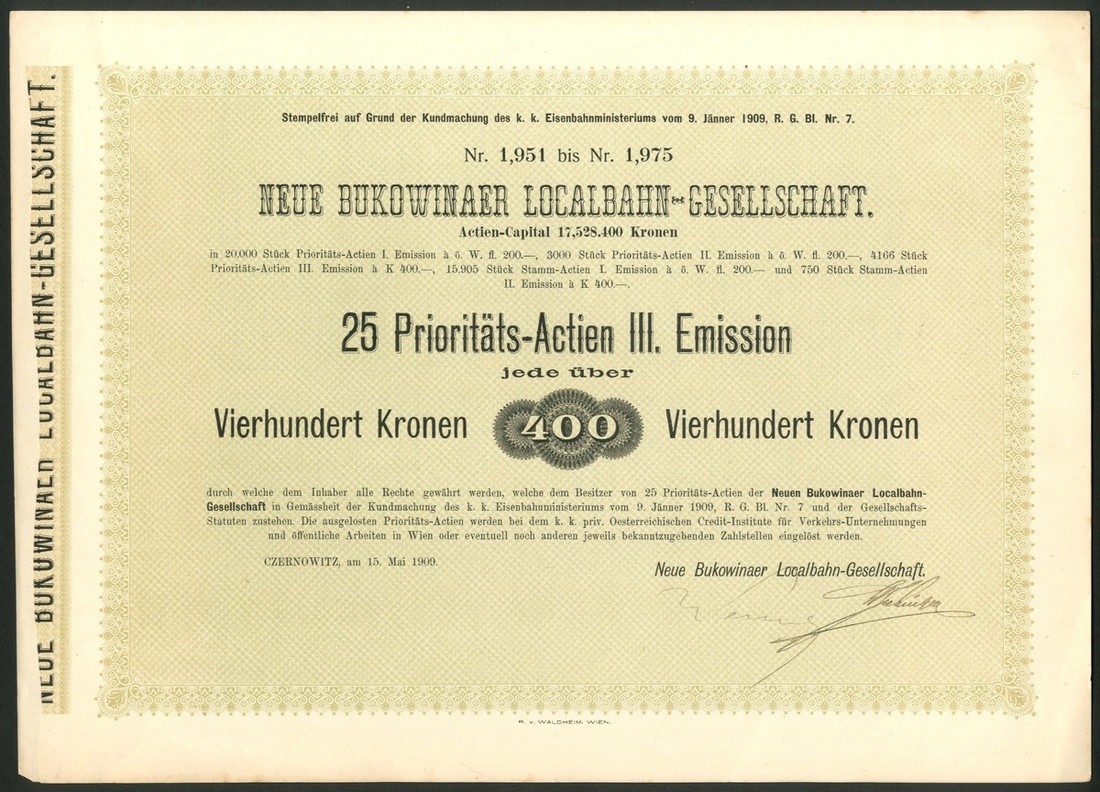 NEUE BUKOWINAER LOCALBAHN-GESELLSCHAFT.
Stempelfrei auf Grund der Kundmachung des k. k. Eisenbahnministeriums vom 9. Jänner 1909, R. G. Bl. Nr. 7.
Nr. 1,951 bis Nr. 1,975
NEUE BUKOWINAER LOCALBAHN-GESELLSCHAFT.
Actien-Capital 17,528.400 Kronen
in 20.000 Stück Prioritäts-Actien I. Emission à ö. W. fl. 200.—, 3000 Stück Prioritäts-Actien II. Emission à ö. W. fl. 200.—, 4166 Stück
Prioritäts-Actien III. Emission à K 400.—, 15.905 Stück Stamm-Actien I. Emission à ö. W. fl. 200.— und 750 Stück Stamm-Actien
II. Emission à K 400.—.
25 Prioritäts-Actien III. Emission
jede über
Vierhundert Kronen 400 Vierhundert Kronen
durch welche dem Inhaber alle Rechte gewährt werden, welche dem Besitzer von 25 Prioritäts-Actien der Neuen Bukowinaer Localbahn-
Gesellschaft in Gemässheit der Kundmachung des k. k. Eisenbahnministeriums vom 9. Jänner 1909, R. G. Bl. Nr. 7 und der Gesellschafts-
Statuten zustehen. Die ausgelosten Prioritäts-Actien werden bei dem k. k. priv. Oesterreichischen Credit-Institute für Verkehrs-Unternehmungen
und öffentliche Arbeiten in Wien oder eventuell noch anderen jeweils bekanntzugebenden Zahlstellen eingelöst werden.
CZERNOWITZ, am 15. Mai 1909.
Neue Bukowinaer Localbahn-Gesellschaft.
R. v. WALDHEIM, WIEN.